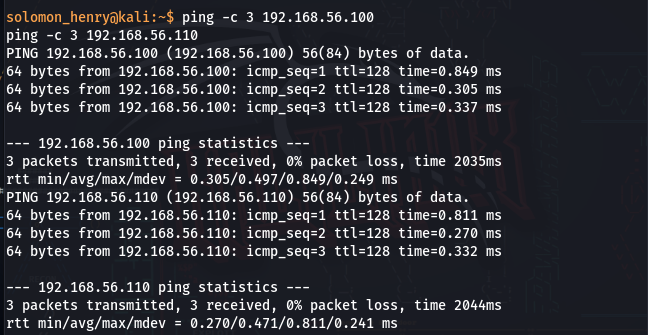 solomon_henry@kali:~$ ping -c 3 192.168.56.100
ping -c 3 192.168.56.110
PING 192.168.56.100 (192.168.56.100) 56(84) bytes of data.
64 bytes from 192.168.56.100: icmp_seq=1 ttl=128 time=0.849 ms
64 bytes from 192.168.56.100: icmp_seq=2 ttl=128 time=0.305 ms
64 bytes from 192.168.56.100: icmp_seq=3 ttl=128 time=0.337 ms

--- 192.168.56.100 ping statistics ---
3 packets transmitted, 3 received, 0% packet loss, time 2035ms
rtt min/avg/max/mdev = 0.305/0.497/0.849/0.249 ms
PING 192.168.56.110 (192.168.56.110) 56(84) bytes of data.
64 bytes from 192.168.56.110: icmp_seq=1 ttl=128 time=0.811 ms
64 bytes from 192.168.56.110: icmp_seq=2 ttl=128 time=0.270 ms
64 bytes from 192.168.56.110: icmp_seq=3 ttl=128 time=0.332 ms

--- 192.168.56.110 ping statistics ---
3 packets transmitted, 3 received, 0% packet loss, time 2044ms
rtt min/avg/max/mdev = 0.270/0.471/0.811/0.241 ms